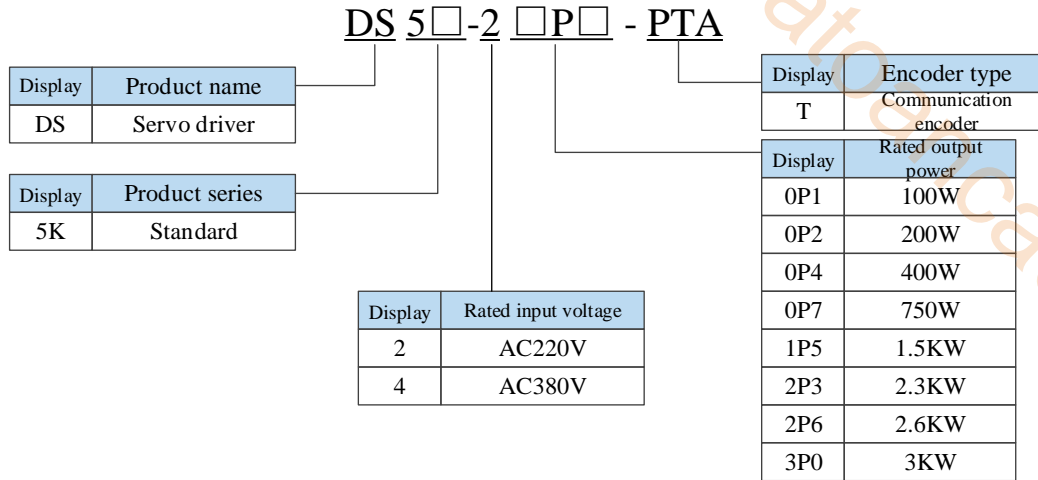 DS 5□-2 □P□ - PTA
Display Product name
DS Servo driver
Display Product series
5K Standard
Display Rated input voltage
2 AC220V
4 AC380V
Display Encoder type
T Communication
encoder
Display Rated output
power
0P1 100W
0P2 200W
0P4 400W
0P7 750W
1P5 1.5KW
2P3 2.3KW
2P6 2.6KW
3P0 3KW